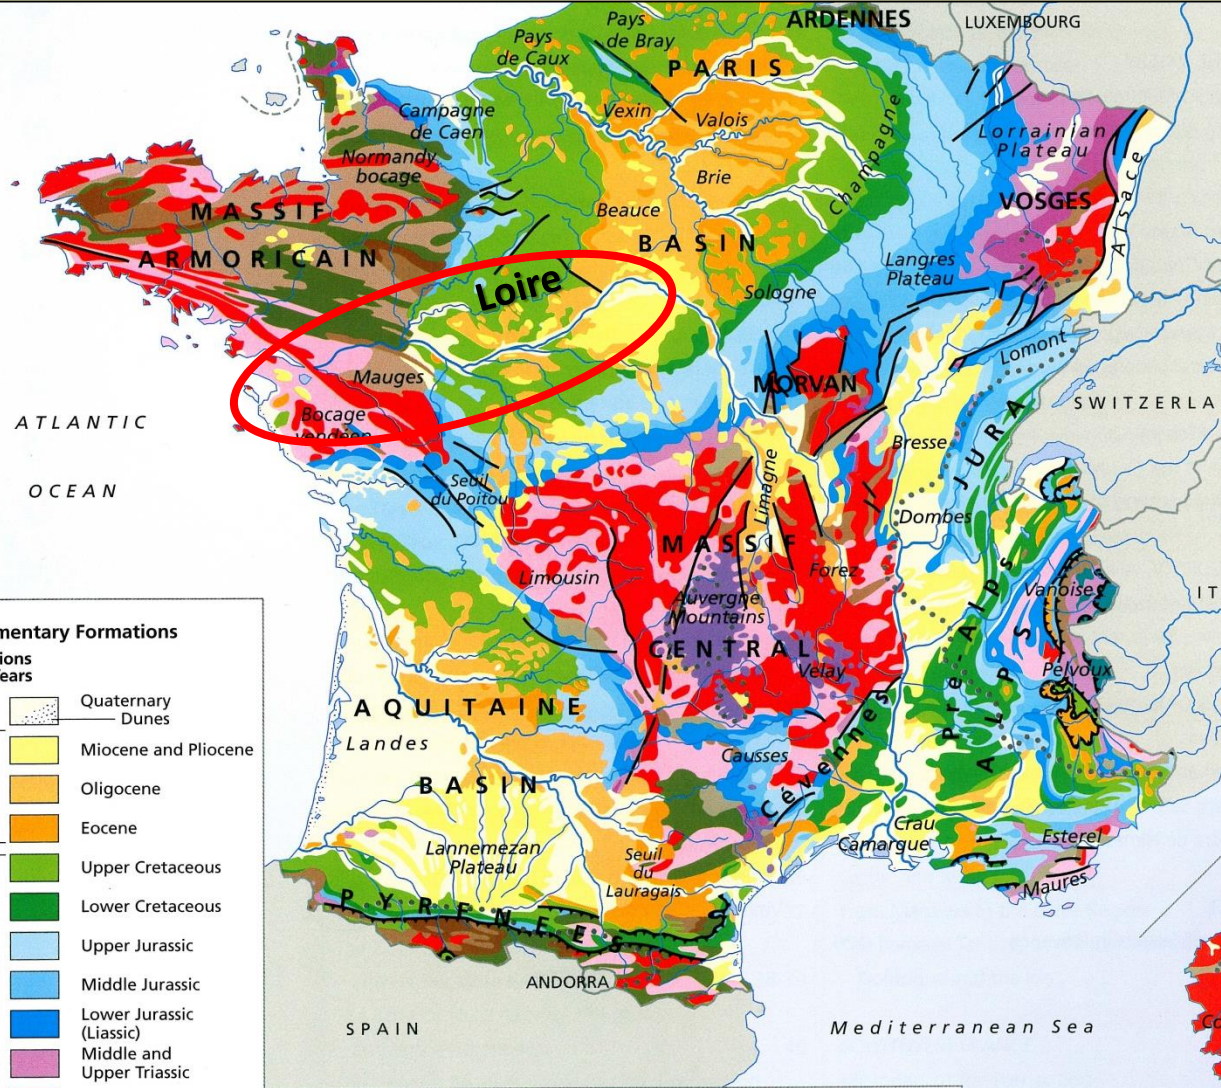 Pays
de Bray
ARDENNES
LUXEMBOURG
Pays
de Caux
PARIS
Campagne
de Caen
Vexin
Valois
Lorrainian
Plateau
Normandy
bocage
Brie
Champagne
VOSGES
Alsace
MASSIF
Beauce
ARMORICAIN
BASIN
Langres
Plateau
Loire
Sologne
Lomont
Mauges
MORVAN
SWITZERLA
ATLANTIC
Bocage
vendéen
Bresse
JURA
OCEAN
Seuil
du Poitou
Limagne
Dombes
MASSIF
Limousin
Forez
Auvergne
Mountains
Vanoise
IT
CENTRAL
Velay
Pre-Alps
ALPS
Pelvoux
AQUITAINE
Landes
Causses
Cévennes
BASIN
Crau
Camargue
Esterel
Maures
Lannemezan
Plateau
Seuil
du
Lauragais
PYRENEES
ANDORRA
SPAIN
Mediterranean Sea
Co
mentary Formations
ions
ears
Quaternary
Dunes
Miocene and Pliocene
Oligocene
Eocene
Upper Cretaceous
Lower Cretaceous
Upper Jurassic
Middle Jurassic
Lower Jurassic
(Liassic)
Middle and
Upper Triassic